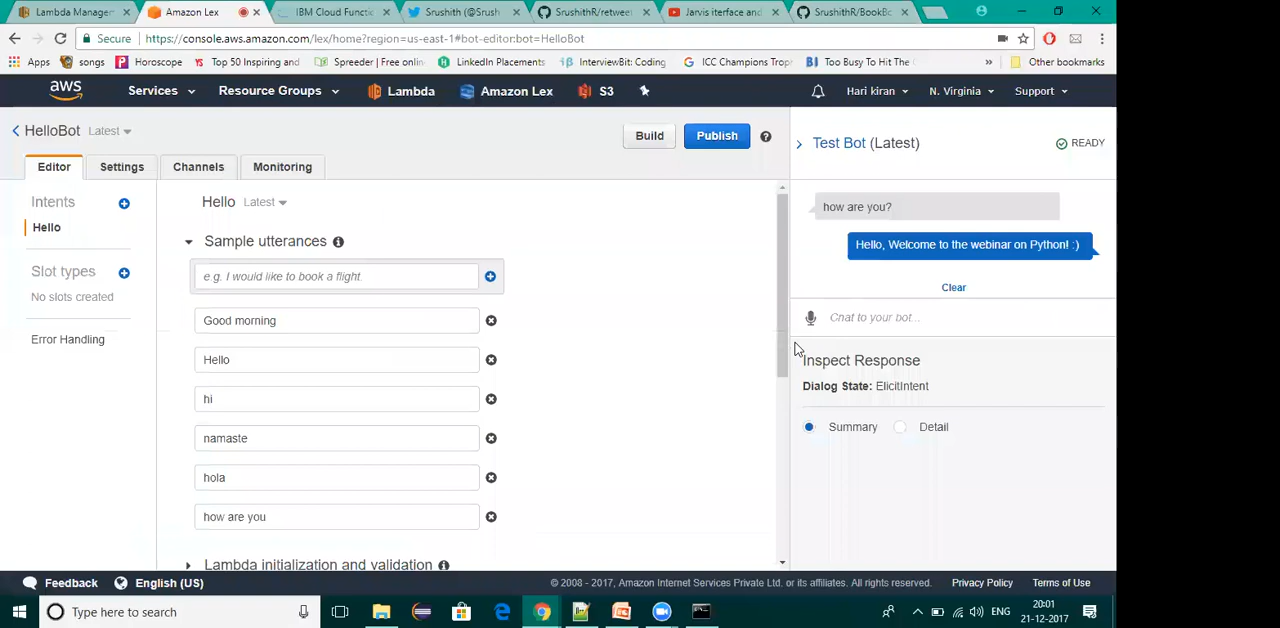 Lambda Managem
Amazon Lex
IBM Cloud Functi
Srushith (@Srush
SrushithR/retwee
Jarvis iterface and
SrushithR/BookBo
Secure
https://console.aws.amazon.com/lex/home?region=us-east-1#bot-editor:bot=HelloBot
Apps
songs
Horoscope
Top 50 Inspiring and
Spreeder | Free onlin
LinkedIn Placements
InterviewBit: Coding
ICC Champions Trop
Too Busy To Hit The
»
Other bookmarks
aws
Services
Resource Groups
Lambda
Amazon Lex
S3
Hari kiran
N. Virginia
Support
HelloBot Latest
Build
Publish
Test Bot (Latest)
READY
Editor
Settings
Channels
Monitoring
Intents
Hello
Slot types
No slots created
Error Handling
Hello Latest
Sample utterances
e.g. I would like to book a flight.
Good morning
Hello
hi
namaste
hola
how are you
Lambda initialization and validation
how are you?
Hello, Welcome to the webinar on Python! :)
Clear
Chat to your bot...
Inspect Response
Dialog State: ElicitIntent
Summary
Detail
Feedback
English (US)
© 2008 - 2017, Amazon Internet Services Private Ltd. or its affiliates. All rights reserved.
Privacy Policy
Terms of Use
Type here to search
ENG
20:01
21-12-2017